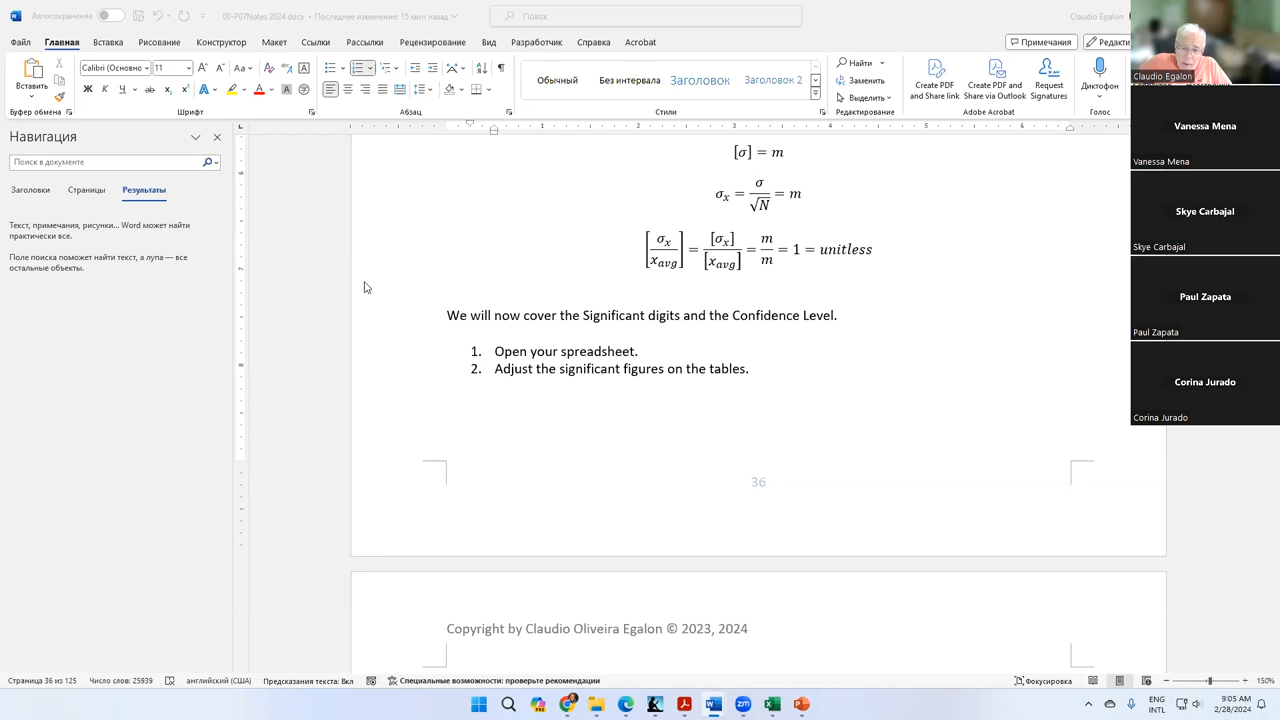 Автосохранение
00-P07Notes 2024.docx • Последнее изменение: 15 мин назад
Поиск
Claudio Egalon
Файл
Главная
Вставка
Рисование
Конструктор
Макет
Ссылки
Рассылки
Рецензирование
Вид
Разработчик
Справка
Acrobat
Примечания
Редакти
Вставить
Буфер обмена
Calibri (Основно
11
Шрифт
Абзац
Обычный
Без интервала
Заголовок
Заголовок 2
Стили
Найти
Заменить
Выделить
Редактирование
Create PDF and Share link
Create PDF and Share via Outlook
Request Signatures
Adobe Acrobat
Диктофон
Голос
Навигация
Поиск в документе
Заголовки
Страницы
Результаты
Текст, примечания, рисунки... Word может найти
практически все.
Поле поиска поможет найти текст, а лупа — все
остальные объекты.
[σ] = m
σx = σ/√N = m
[σx/xavg] = [σx]/[xavg] = m/m = 1 = unitless
We will now cover the Significant digits and the Confidence Level.
1. Open your spreadsheet.
2. Adjust the significant figures on the tables.
36
Copyright by Claudio Oliveira Egalon © 2023, 2024
Claudio Egalon
Vanessa Mena
Vanessa Mena
Skye Carbajal
Skye Carbajal
Paul Zapata
Paul Zapata
Corina Jurado
Corina Jurado
Страница 36 из 125
Число слов: 25939
английский (США)
Предсказания текста: Вкл
Специальные возможности: проверьте рекомендации
Фокусировка
150%
ENG
INTL
9:05 AM
2/28/2024